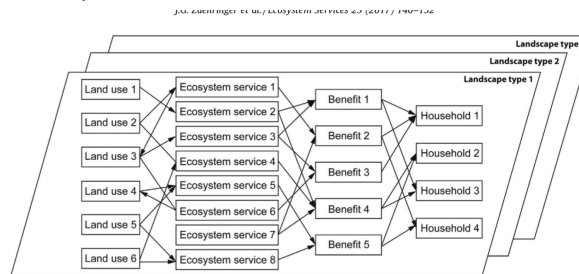 J.G. Zaehringer et al. / Ecosystem Services 25 (2017) 140–152
Landscape type
Landscape type 2
Landscape type 1
Land use 1
Land use 2
Land use 3
Land use 4
Land use 5
Land use 6
Ecosystem service 1
Ecosystem service 2
Ecosystem service 3
Ecosystem service 4
Ecosystem service 5
Ecosystem service 6
Ecosystem service 7
Ecosystem service 8
Benefit 1
Benefit 2
Benefit 3
Benefit 4
Benefit 5
Household 1
Household 2
Household 3
Household 4